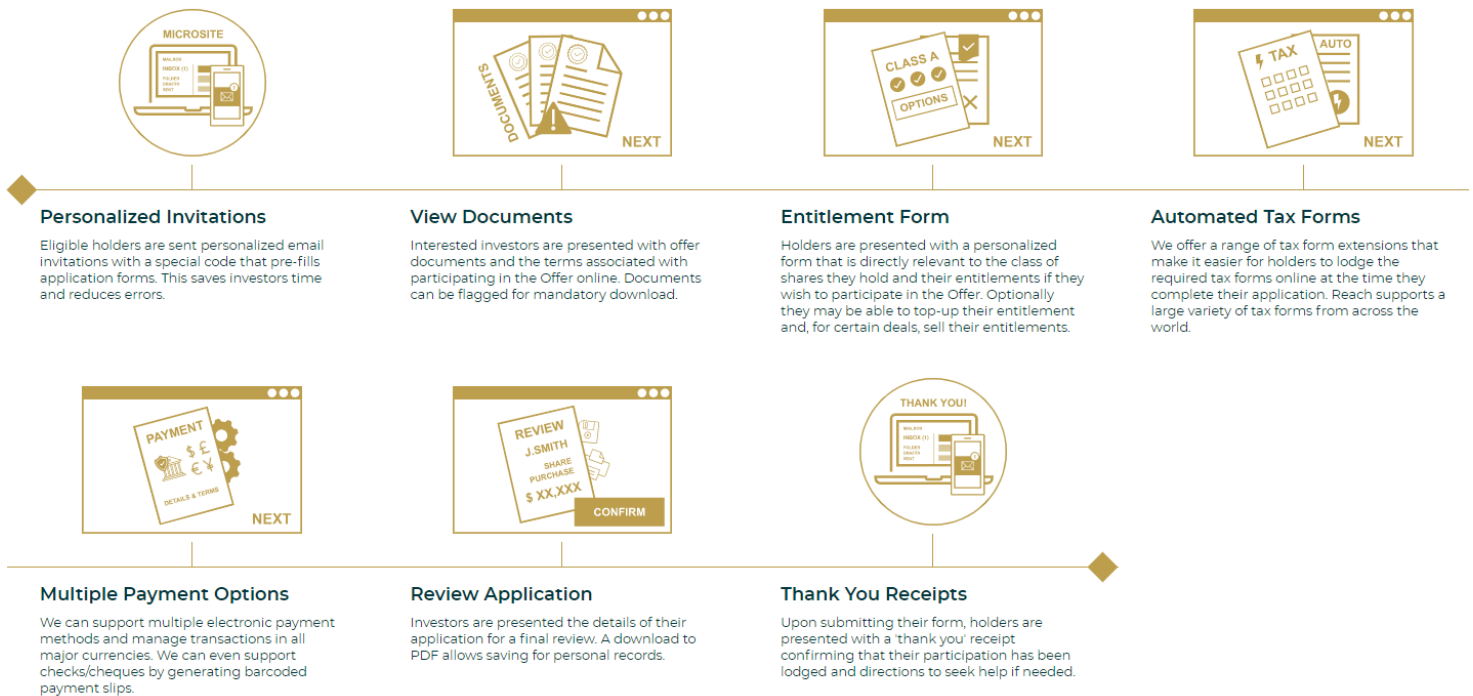 MICROSITE
MAILBOX
INBOX (1)
FOLDER
DRAFTS
SENT
DOCUMENTS
NEXT
CLASS A
OPTIONS
NEXT
TAX
AUTO
NEXT
Personalized Invitations
Eligible holders are sent personalized email
invitations with a special code that pre-fills
application forms. This saves investors time
and reduces errors.
View Documents
Interested investors are presented with offer
documents and the terms associated with
participating in the Offer online. Documents
can be flagged for mandatory download.
Entitlement Form
Holders are presented with a personalized
form that is directly relevant to the class of
shares they hold and their entitlements if they
wish to participate in the Offer. Optionally
they may be able to top-up their entitlement
and, for certain deals, sell their entitlements.
Automated Tax Forms
We offer a range of tax form extensions that
make it easier for holders to lodge the
required tax forms online at the time they
complete their application. Reach supports a
large variety of tax forms from across the
world.
PAYMENT
$ £
€ ¥
DETAILS & TERMS
NEXT
REVIEW
J.SMITH
SHARE
PURCHASE
$ XX,XXX
CONFIRM
THANK YOU!
MAILBOX
INBOX (1)
FOLDER
DRAFTS
SENT
Multiple Payment Options
We can support multiple electronic payment
methods and manage transactions in all
major currencies. We can even support
checks/cheques by generating barcoded
payment slips.
Review Application
Investors are presented the details of their
application for a final review. A download to
PDF allows saving for personal records.
Thank You Receipts
Upon submitting their form, holders are
presented with a 'thank you' receipt
confirming that their participation has been
lodged and directions to seek help if needed.